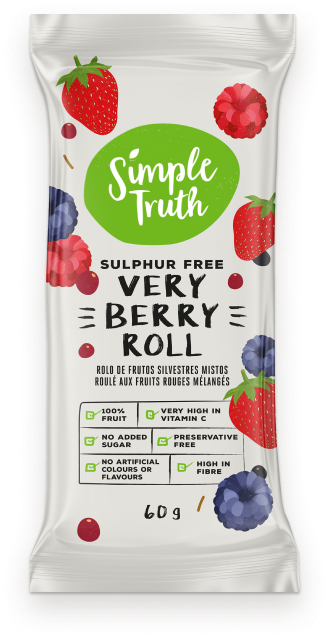 Simple
Truth
SULPHUR FREE
VERY
BERRY
ROLL
ROLO DE FRUTOS SILVESTRES MISTOS
ROULÉ AUX FRUITS ROUGES MÉLANGÉS
100%
FRUIT
VERY HIGH IN
VITAMIN C
NO ADDED
SUGAR
PRESERVATIVE
FREE
NO ARTIFICIAL
COLOURS OR
FLAVOURS
HIGH IN
FIBRE
60g